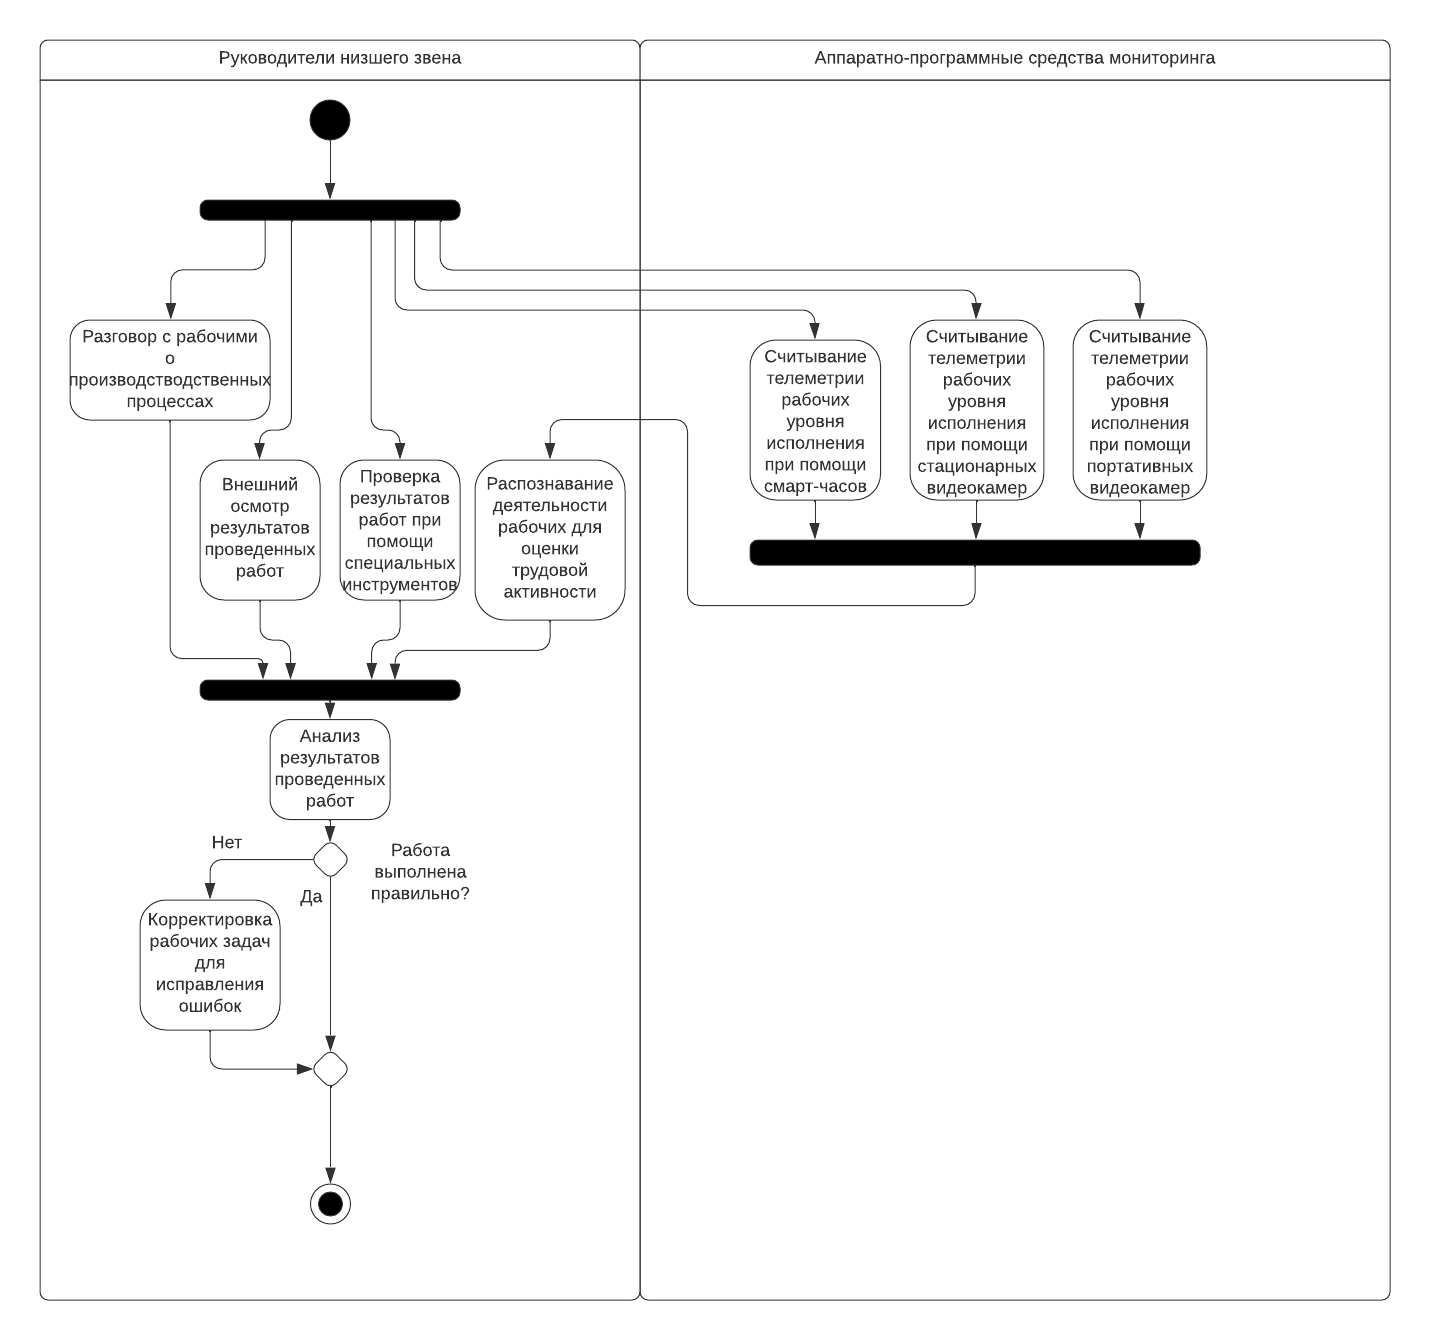 Руководители низшего звена
Аппаратно-программные средства мониторинга
Разговор с рабочими
о
производстводственных
процессах
Внешний
осмотр
результатов
проведенных
работ
Проверка
результатов
работ при
помощи
специальных
инструментов
Распознавание
деятельности
рабочих для
оценки
трудовой
активности
Считывание
телеметрии
рабочих
уровня
исполнения
при помощи
смарт-часов
Считывание
телеметрии
рабочих
уровня
исполнения
при помощи
стационарных
видеокамер
Считывание
телеметрии
рабочих
уровня
исполнения
при помощи
портативных
видеокамер
Анализ
результатов
проведенных
работ
Нет
Работа
выполнена
правильно?
Да
Корректировка
рабочих задач
для
исправления
ошибок